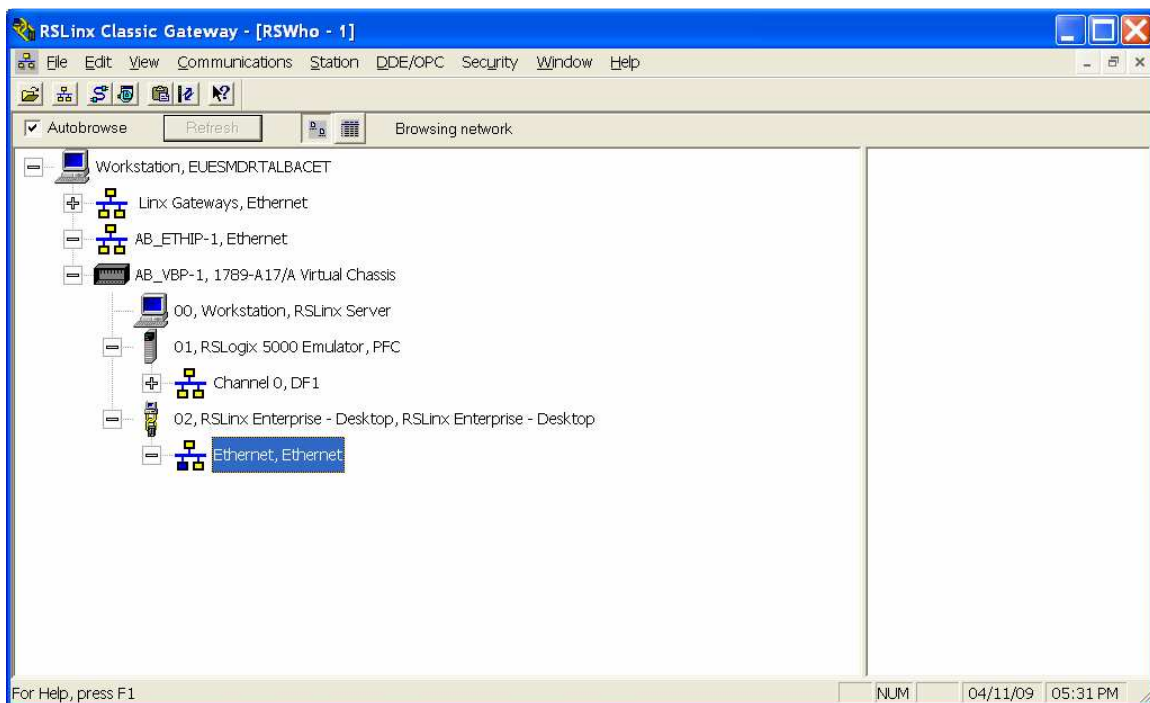 RSLinx Classic Gateway - [RSWho - 1]
File Edit View Communications Station DDE/OPC Security Window Help
Autobrowse Refresh Browsing network
Workstation, EUESMDRTALBACET
Linx Gateways, Ethernet
AB_ETHIP-1, Ethernet
AB_VBP-1, 1789-A17/A Virtual Chassis
00, Workstation, RSLinx Server
01, RSLogix 5000 Emulator, PFC
Channel 0, DF1
02, RSLinx Enterprise - Desktop, RSLinx Enterprise - Desktop
Ethernet, Ethernet
For Help, press F1 NUM 04/11/09 05:31 PM